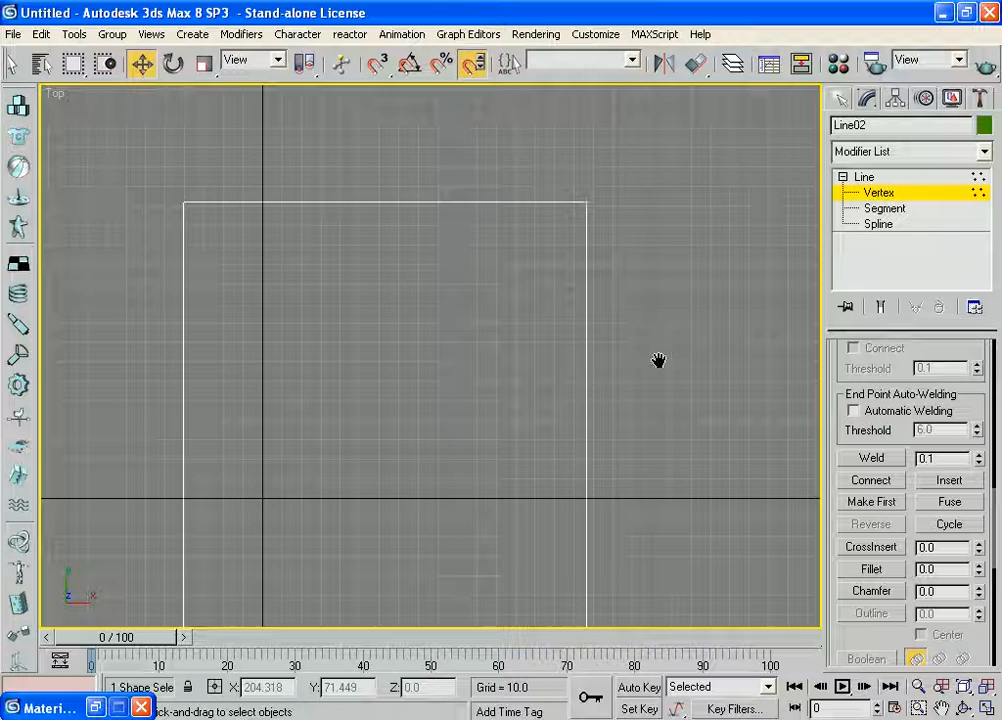 Untitled - Autodesk 3ds Max 8 SP3 - Stand-alone License
File Edit Tools Group Views Create Modifiers Character reactor Animation Graph Editors Rendering Customize MAXScript Help
View View
Top
Line02
Modifier List
Line
Vertex
Segment
Spline
Connect
Threshold 0.1
End Point Auto-Welding
Automatic Welding
Threshold 6.0
Weld 0.1
Connect Insert
Make First Fuse
Reverse Cycle
CrossInsert 0.0
Fillet 0.0
Chamfer 0.0
Outline 0.0
Center
Boolean
z x
0 / 100
0 10 20 30 40 50 60 70 80 90 100
1 Shape Sele X: 204.318 Y: 71.449 Z: 0.0 Grid = 10.0 Auto Key Selected
Materi... ick-and-drag to select objects Add Time Tag Set Key Key Filters... 0